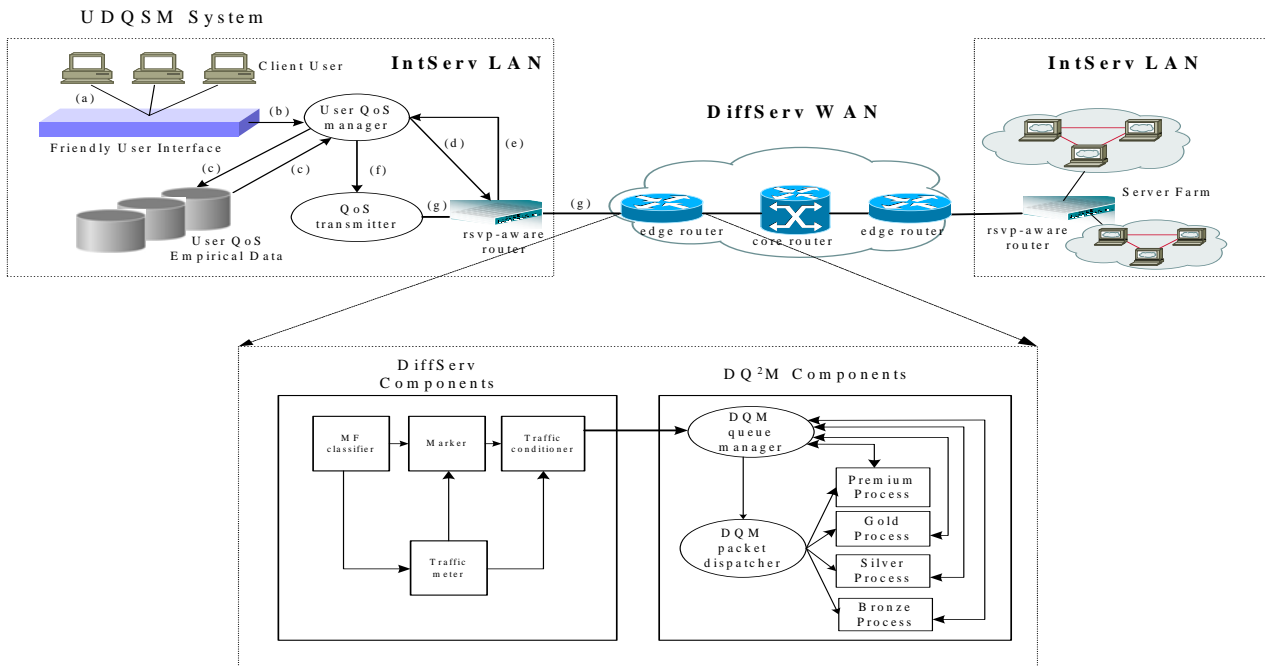 UDQSM System
Client User
IntServ LAN
(a)
(b)
User QoS
manager
Friendly User Interface
(c)
(c)
(d)
(e)
(f)
(g)
QoS
transmitter
User QoS
Empirical Data
rsvp-aware
router
DiffServ WAN
(g)
edge router
core router
edge router
IntServ LAN
Server Farm
rsvp-aware
router
DiffServ
Components
MF
classifier
Marker
Traffic
conditioner
Traffic
meter
DQ²M Components
DQM
queue
manager
Premium
Process
Gold
Process
DQM
packet
dispatcher
Silver
Process
Bronze
Process